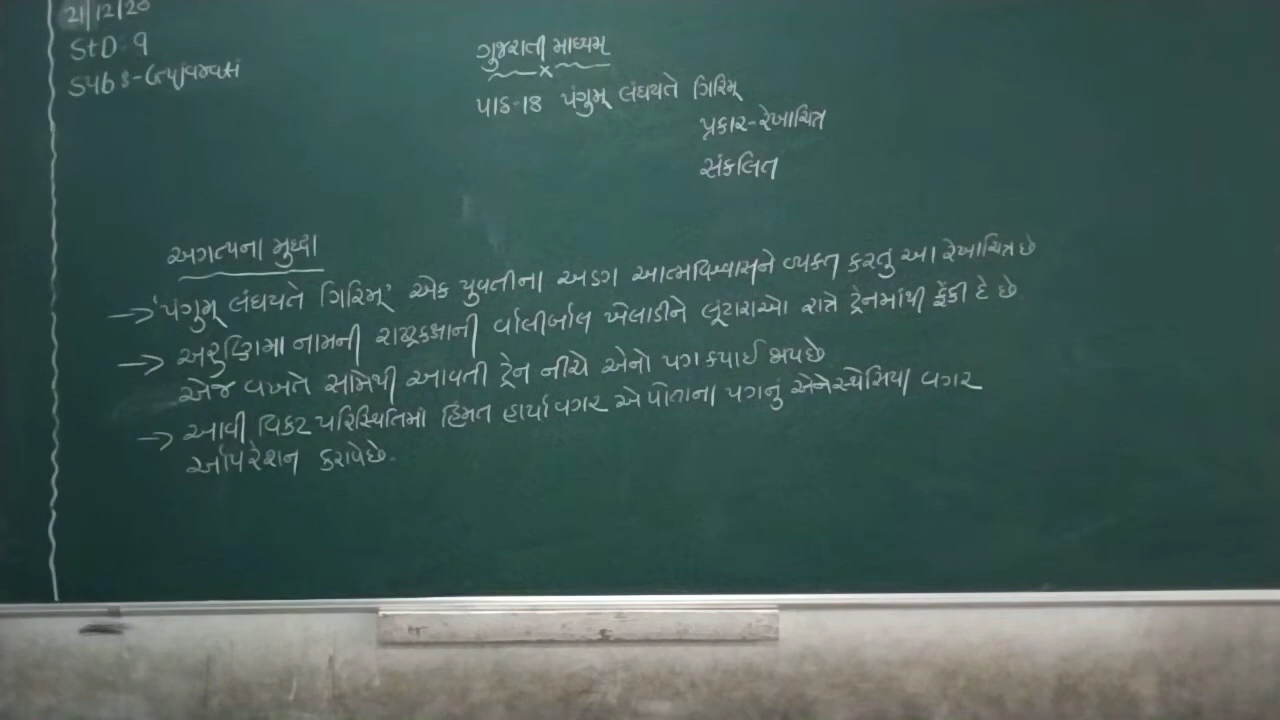 21/12/20
StD: 9
Sub :-
ગુજરાતી માધ્યમ
x
પાઠ-18 પંગુમ્ લંઘયતે ગિરિમ્
પ્રકાર-રેખાચિત્ર
સંકલિત
અગત્યના મુદ્દા
→ 'પંગુમ્ લંઘયતે ગિરિમ્' એક યુવતીના અડગ આત્મવિશ્વાસને વ્યક્ત કરતું આ રેખાચિત્ર છે
→ અરુણિમા નામની રાષ્ટ્રકક્ષાની વૉલીબૉલ ખેલાડીને લૂંટારાઓ રાત્રે ટ્રેનમાંથી ફેંકી દે છે
એજ વખતે સામેથી આવતી ટ્રેન નીચે એનો પગ કપાઈ જાય છે
→ આવી વિકટ પરિસ્થિતિમાં હિંમત હાર્યા વગર એ પોતાના પગનું એનેસ્થેસિયા વગર
ઑપરેશન કરાવે છે.